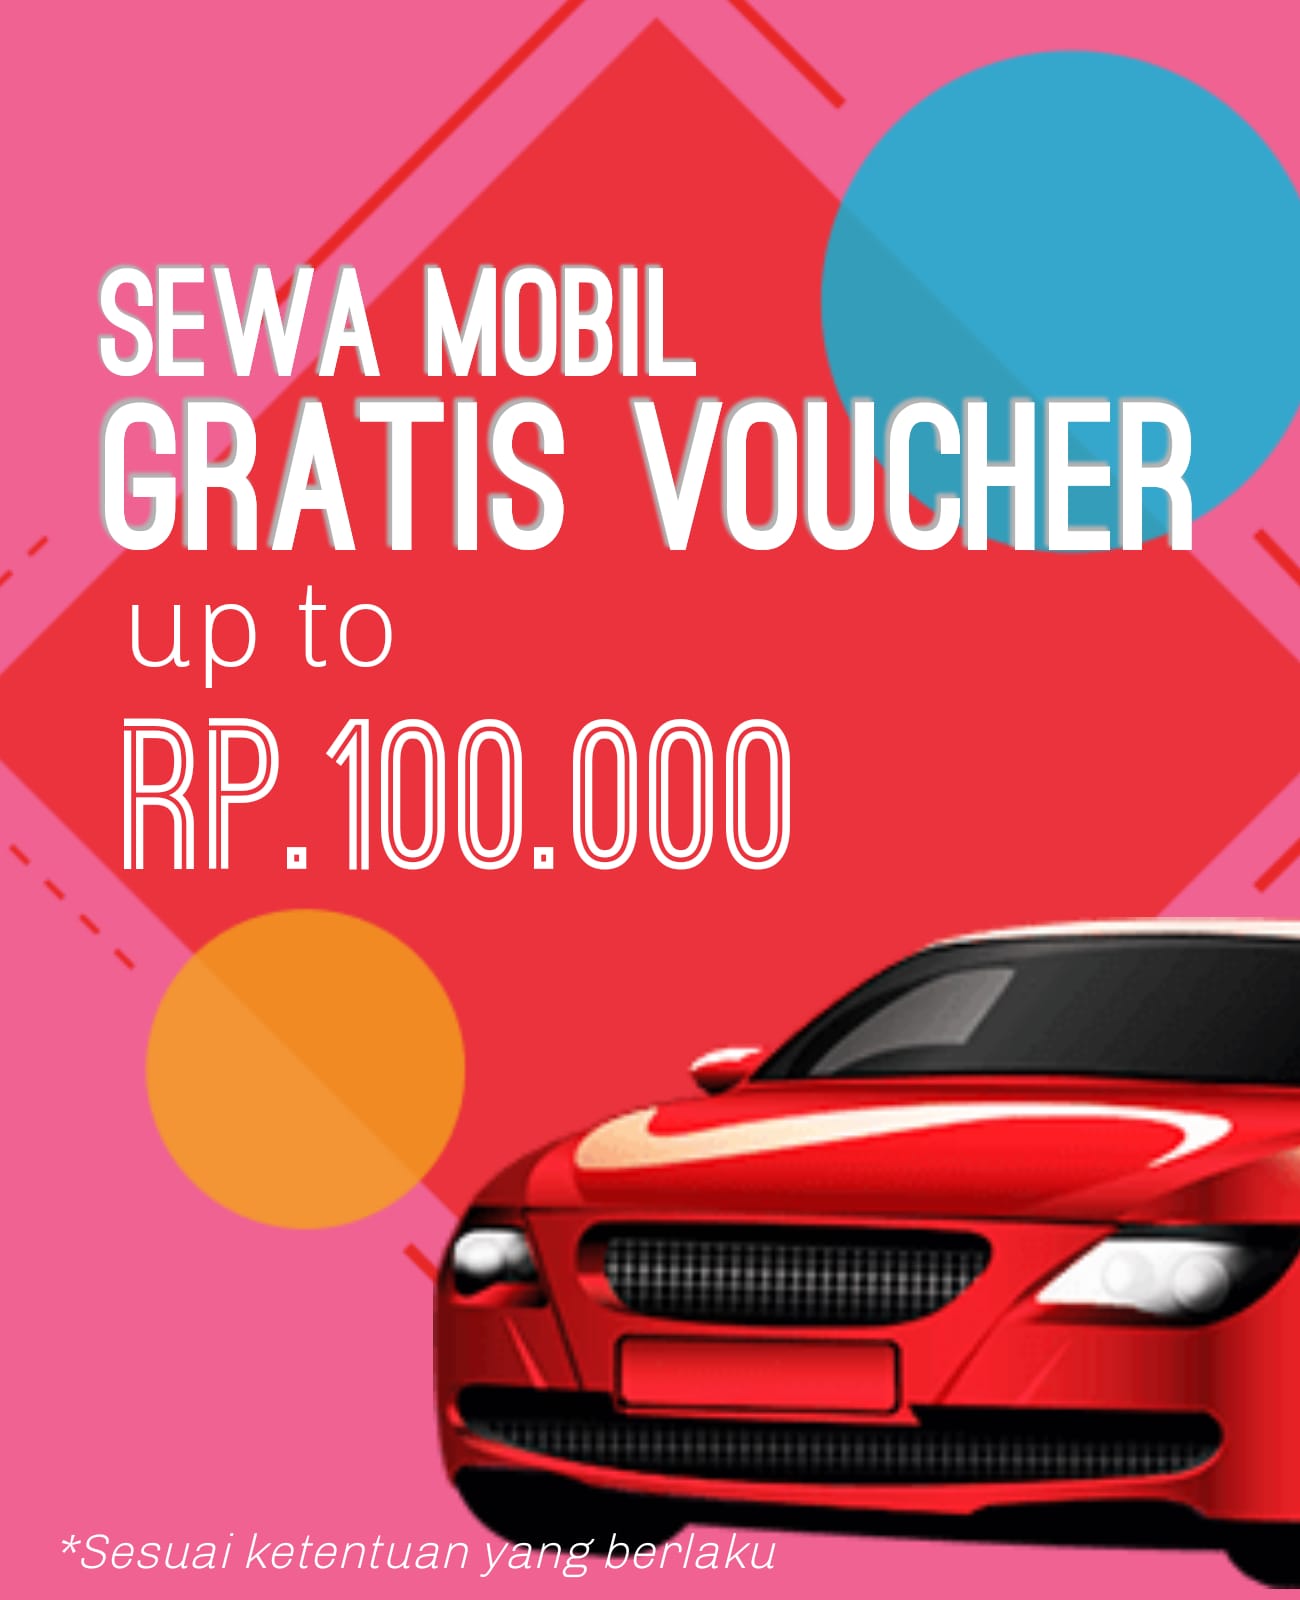 SEWA MOBIL
GRATIS VOUCHER
up to
RP.100.000
*Sesuai ketentuan yang berlaku